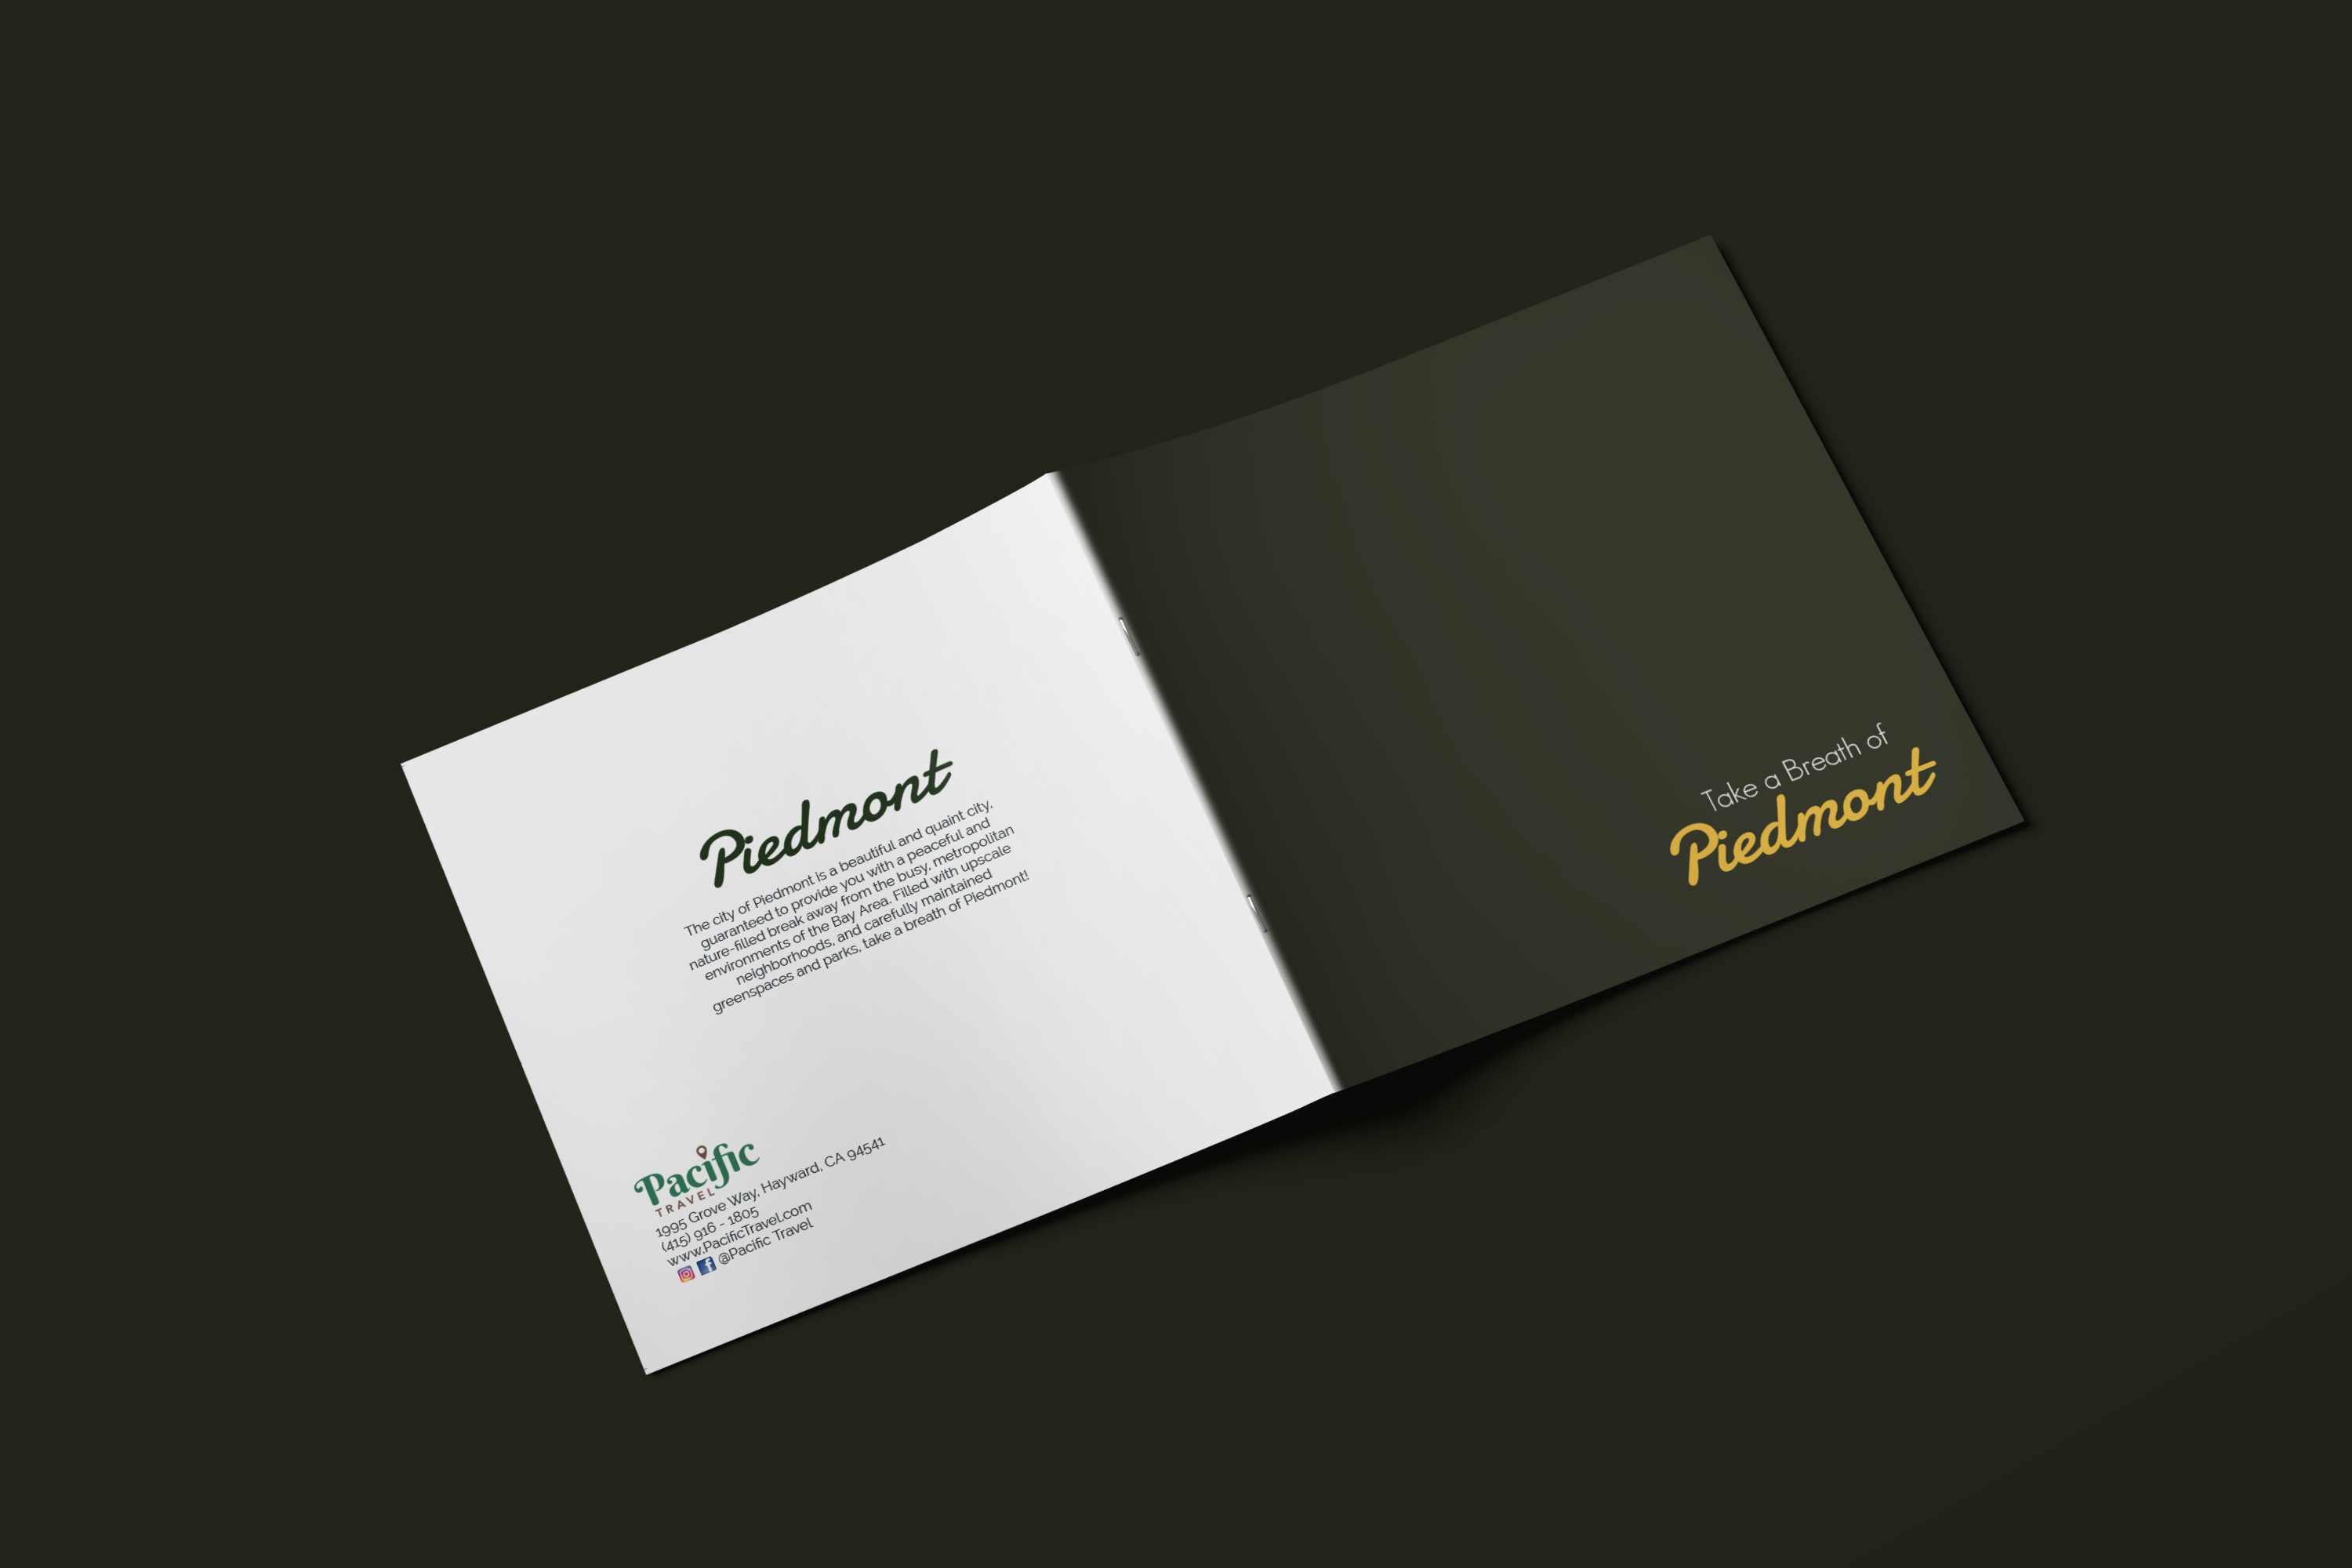 Piedmont
The city of Piedmont is a beautiful and quaint city,
guaranteed to provide you with a peaceful and
nature-filled break away from the busy, metropolitan
environments of the Bay Area. Filled with upscale
neighborhoods, and carefully maintained
greenspaces and parks, take a breath of Piedmont!
Pacific
TRAVEL
1995 Grove Way, Hayward, CA 94541
(415) 916 - 1805
www.PacificTravel.com
@Pacific Travel
Take a Breath of
Piedmont